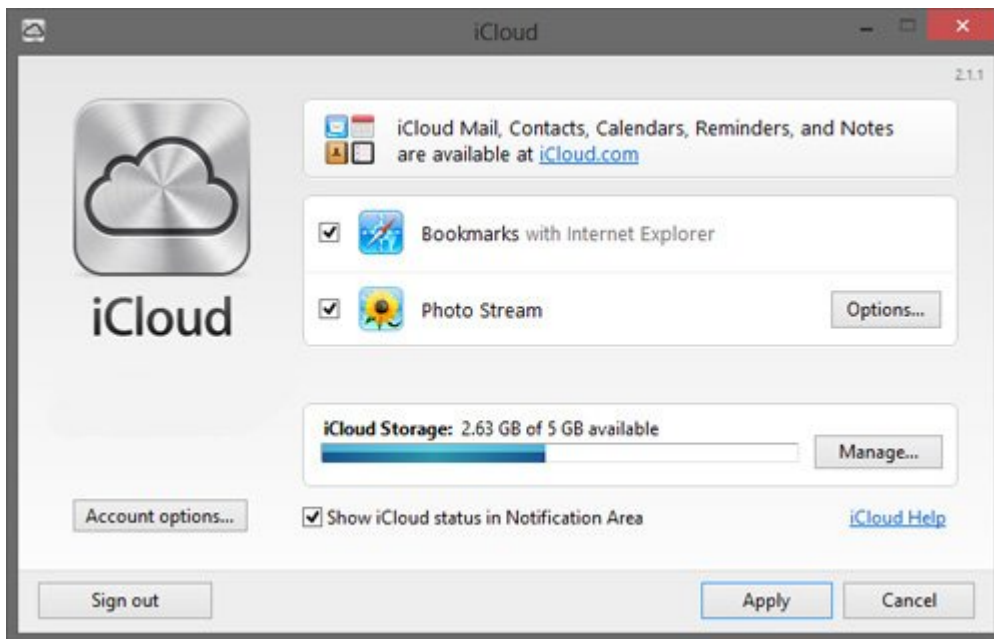 iCloud
2.1.1
iCloud Mail, Contacts, Calendars, Reminders, and Notes
are available at iCloud.com
Bookmarks with Internet Explorer
iCloud
Photo Stream
Options...
iCloud Storage: 2.63 GB of 5 GB available
Manage...
Account options...
Show iCloud status in Notification Area
iCloud Help
Sign out
Apply
Cancel